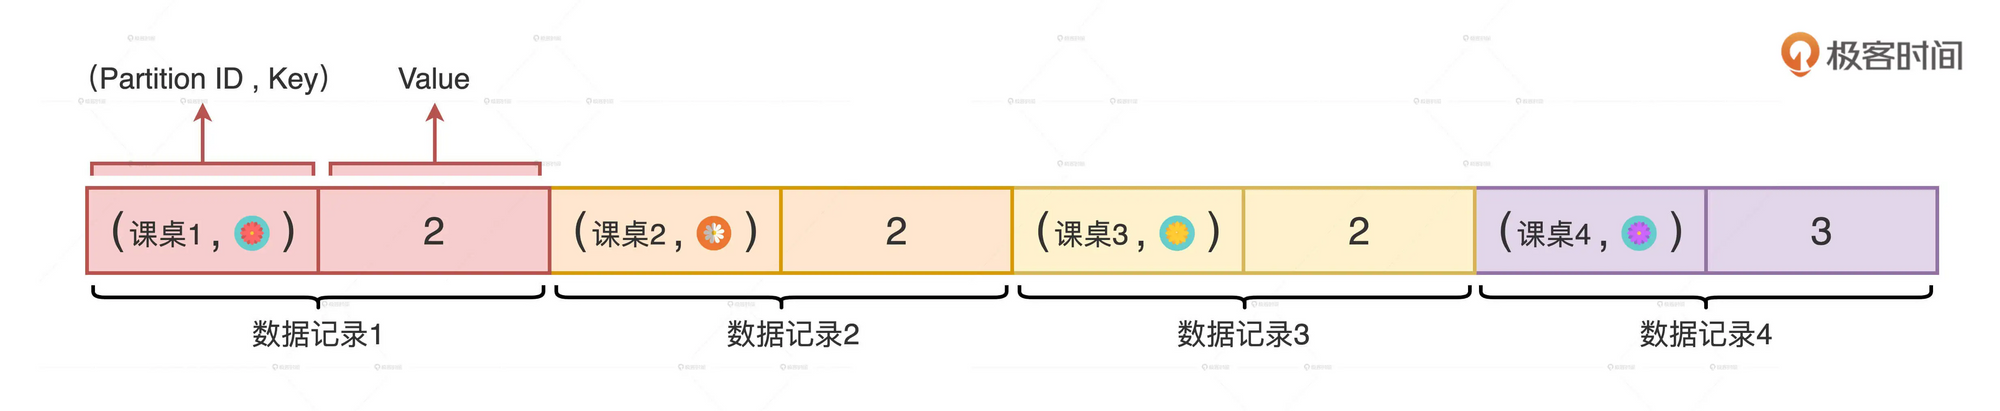 极客时间
(Partition ID , Key)
Value
(课桌1 , )
2
(课桌2 , )
2
(课桌3 , )
2
(课桌4 , )
3
数据记录1
数据记录2
数据记录3
数据记录4